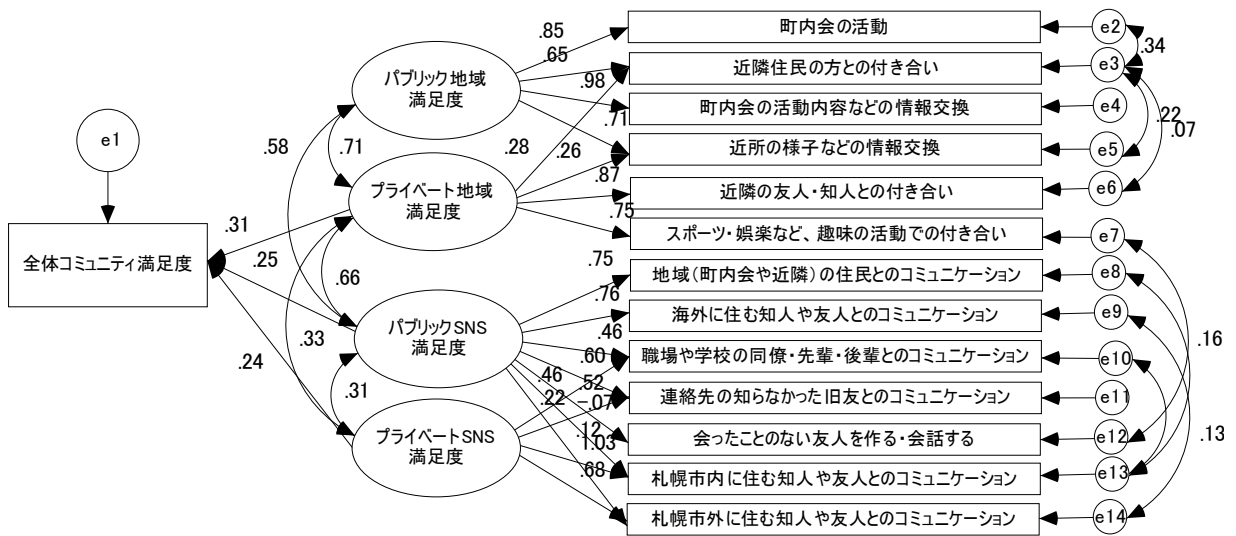 e1
全体コミュニティ満足度
パブリック地域
満足度
プライベート地域
満足度
パブリックSNS
満足度
プライベートSNS
満足度
町内会の活動
近隣住民の方との付き合い
町内会の活動内容などの情報交換
近所の様子などの情報交換
近隣の友人・知人との付き合い
スポーツ・娯楽など、趣味の活動での付き合い
地域(町内会や近隣)の住民とのコミュニケーション
海外に住む知人や友人とのコミュニケーション
職場や学校の同僚・先輩・後輩とのコミュニケーション
連絡先の知らなかった旧友とのコミュニケーション
会ったことのない友人を作る・会話する
札幌市内に住む知人や友人とのコミュニケーション
札幌市外に住む知人や友人とのコミュニケーション
e2
e3
e4
e5
e6
e7
e8
e9
e10
e11
e12
e13
e14
.31
.25
.24
.58
.71
.66
.33
.31
.85
.65
.98
.71
.28
.26
.87
.75
.75
.76
.46
.60
.46
.52
.22
-.07
.12
1.03
.68
.34
.22
.07
.16
.13